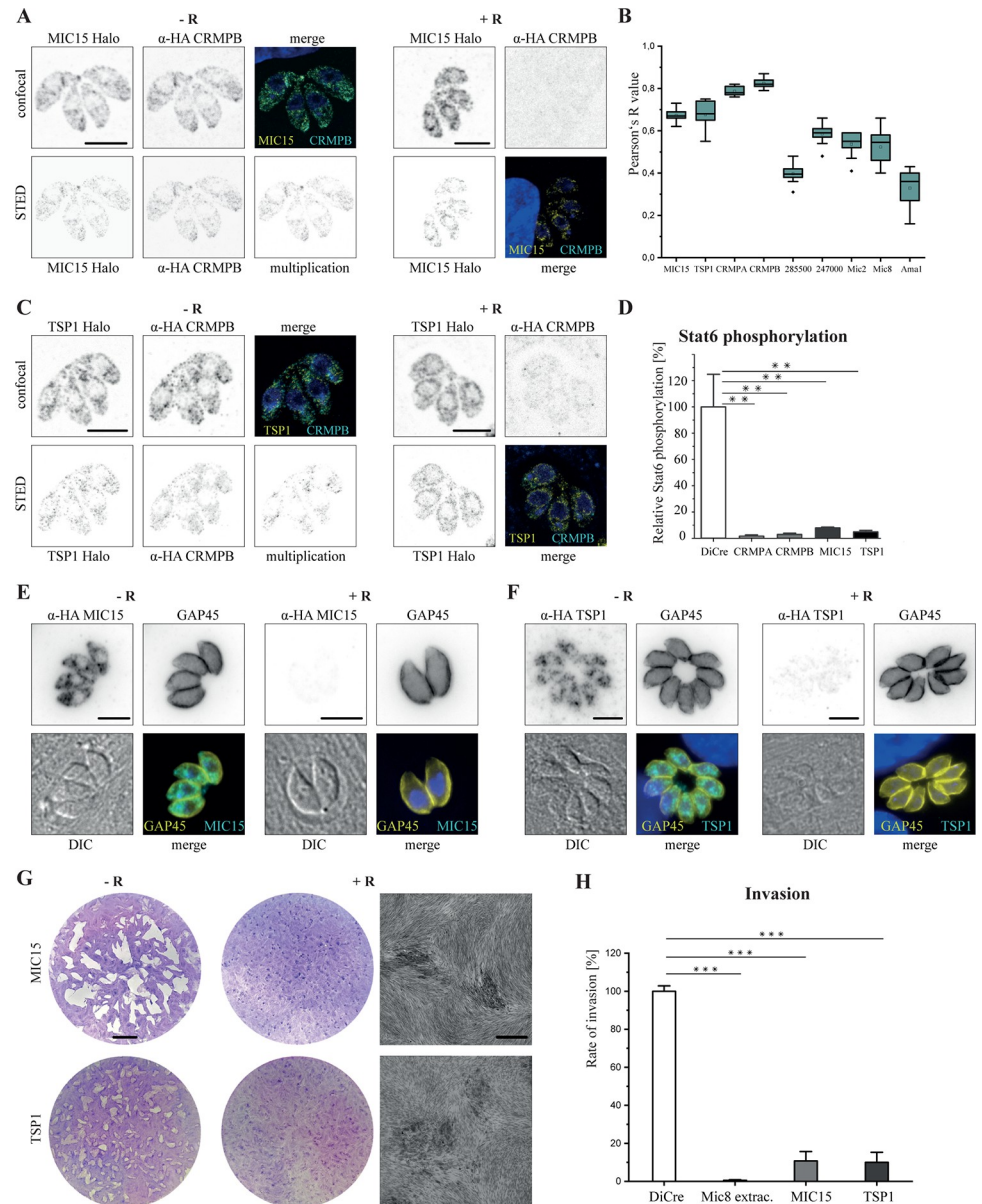 A
- R
+ R
MIC15 Halo α-HA CRMPB merge
MIC15 Halo α-HA CRMPB
confocal
MIC15 CRMPB
STED
MIC15 CRMPB
MIC15 Halo α-HA CRMPB multiplication
MIC15 Halo merge
B
Pearson's R value
1,0
0,8
0,6
0,4
0,2
0,0
MIC15 TSP1 CRMPA CRMPB 285500 247000 Mic2 Mic8 Ama1
C
- R
+ R
TSP1 Halo α-HA CRMPB merge
TSP1 Halo α-HA CRMPB
confocal
TSP1 CRMPB
STED
TSP1 CRMPB
TSP1 Halo α-HA CRMPB multiplication
TSP1 Halo merge
D
Stat6 phosphorylation
Relative Stat6 phosphorylation [%]
120
100
80
60
40
20
0
* *
* *
* *
* *
DiCre CRMPA CRMPB MIC15 TSP1
E
- R
+ R
α-HA MIC15 GAP45 α-HA MIC15 GAP45
GAP45 MIC15
GAP45 MIC15
DIC merge DIC merge
F
- R
+ R
α-HA TSP1 GAP45 α-HA TSP1 GAP45
GAP45 TSP1
GAP45 TSP1
DIC merge DIC merge
G
- R
+ R
MIC15
TSP1
H
Invasion
Rate of invasion [%]
120
100
80
60
40
20
0
* * *
* * *
* * *
DiCre Mic8 extrac. MIC15 TSP1